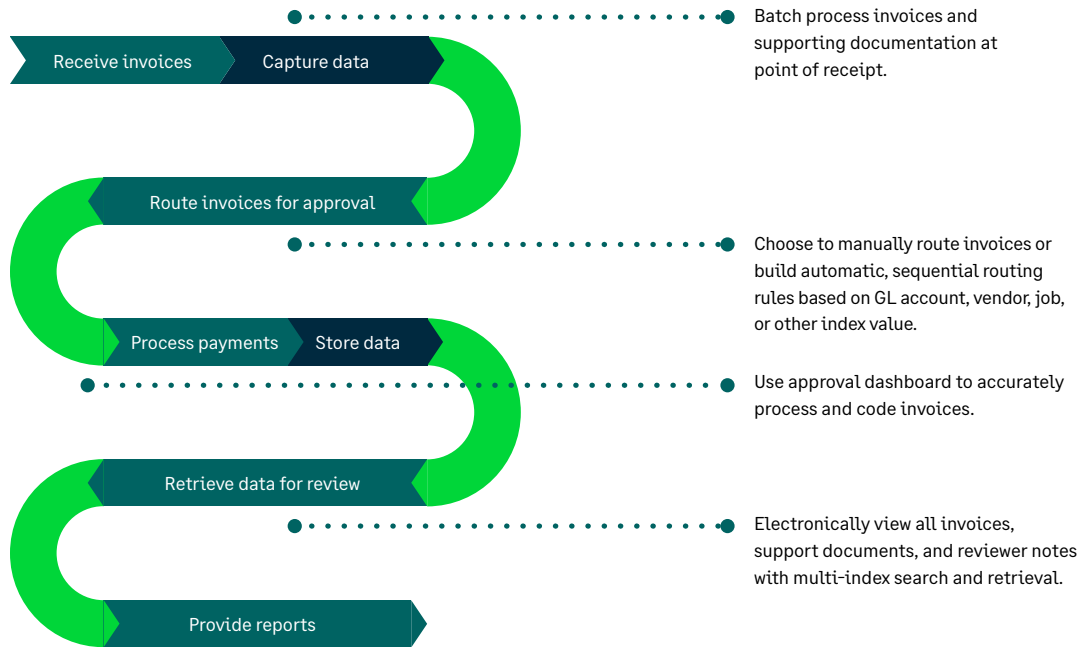 Receive invoices
Capture data
Batch process invoices and
supporting documentation at
point of receipt.
Route invoices for approval
Choose to manually route invoices or
build automatic, sequential routing
rules based on GL account, vendor, job,
or other index value.
Process payments
Store data
Use approval dashboard to accurately
process and code invoices.
Retrieve data for review
Electronically view all invoices,
support documents, and reviewer notes
with multi-index search and retrieval.
Provide reports